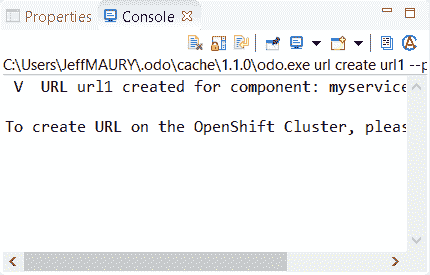 Properties Console
C:\Users\JeffMAURY\.odo\cache\1.1.0\odo.exe url create url1 --p
V URL url1 created for component: myservice
To create URL on the OpenShift Cluster, pleas